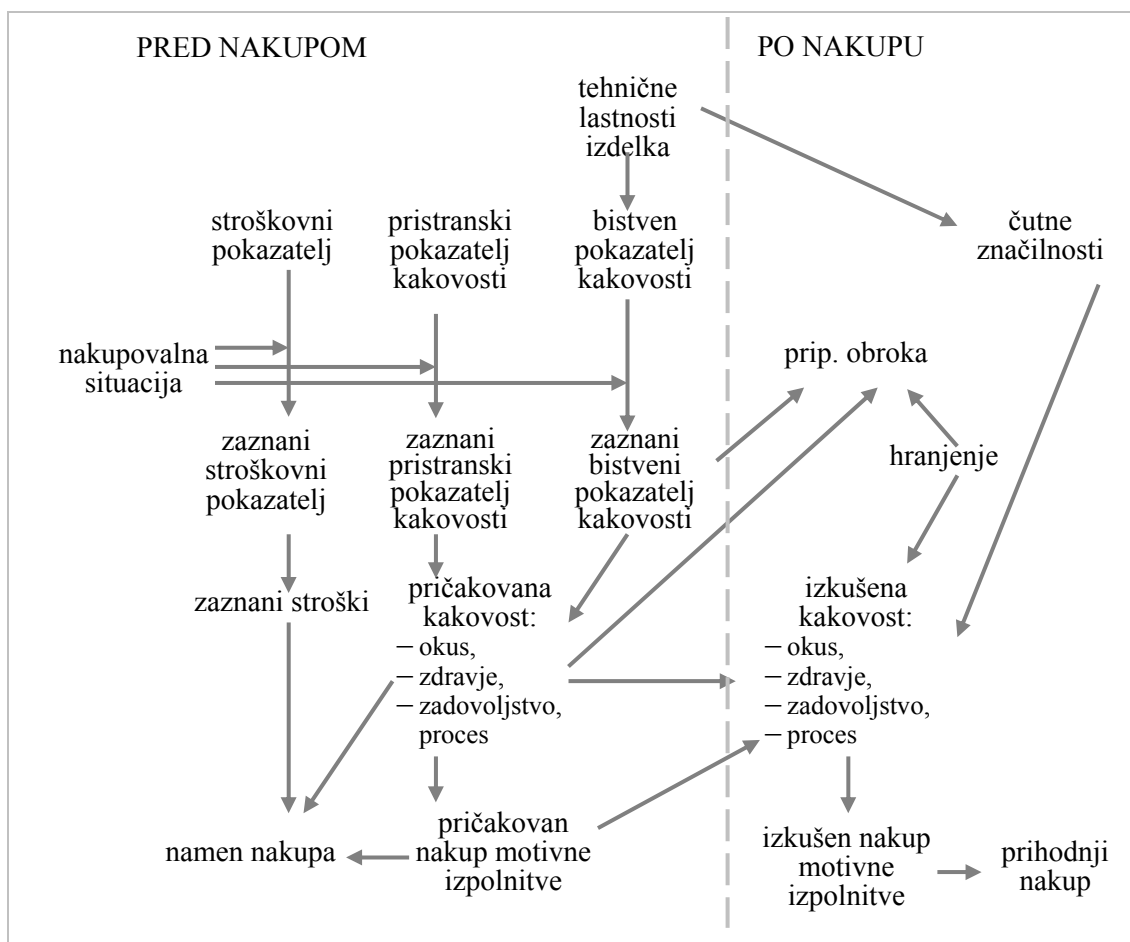 PRED NAKUPOM
PO NAKUPU
tehnične
lastnosti
izdelka
stroškovni
pokazatelj
pristranski
pokazatelj
kakovosti
bistven
pokazatelj
kakovosti
čutne
značilnosti
nakupovalna
situacija
prip. obroka
zaznani
stroškovni
pokazatelj
zaznani
pristranski
pokazatelj
kakovosti
zaznani
bistveni
pokazatelj
kakovosti
hranjenje
zaznani stroški
pričakovana
kakovost:
– okus,
– zdravje,
– zadovoljstvo,
proces
izkušena
kakovost:
– okus,
– zdravje,
– zadovoljstvo,
– proces
namen nakupa
pričakovan
nakup motivne
izpolnitve
izkušen nakup
motivne
izpolnitve
prihodnji
nakup